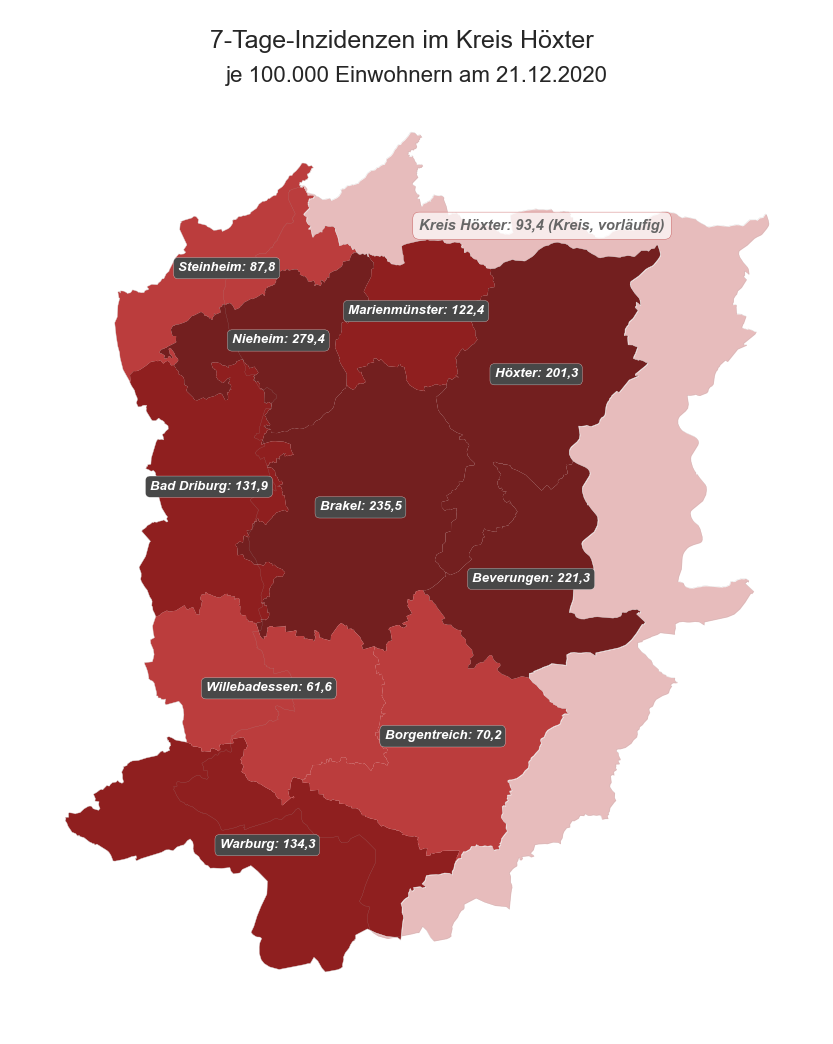 7-Tage-Inzidenzen im Kreis Höxter
je 100.000 Einwohnern am 21.12.2020
Kreis Höxter: 93,4 (Kreis, vorläufig)
Steinheim: 87,8
Marienmünster: 122,4
Nieheim: 279,4
Höxter: 201,3
Bad Driburg: 131,9
Brakel: 235,5
Beverungen: 221,3
Willebadessen: 61,6
Borgentreich: 70,2
Warburg: 134,3